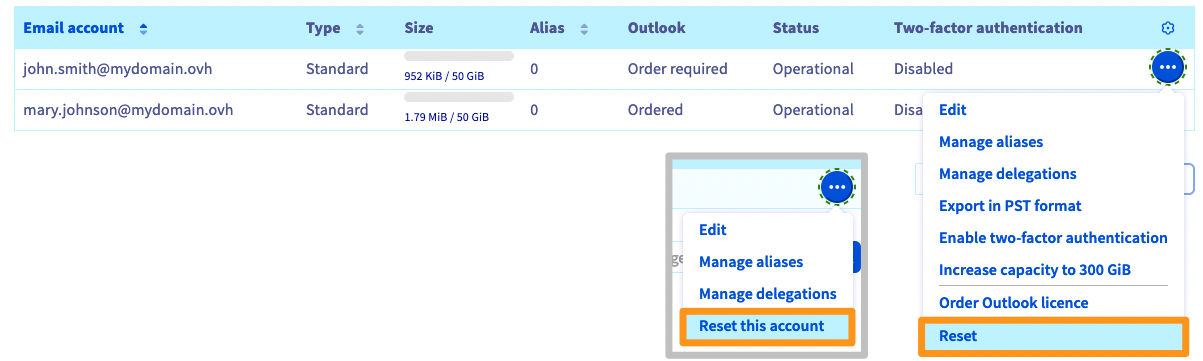 Email account Type Size Alias Outlook Status Two-factor authentication
john.smith@mydomain.ovh Standard 952 KiB / 50 GiB 0 Order required Operational Disabled
mary.johnson@mydomain.ovh Standard 1.79 MiB / 50 GiB 0 Ordered Operational Disa
Edit
Manage aliases
Manage delegations
Export in PST format
Enable two-factor authentication
Increase capacity to 300 GiB
Order Outlook licence
Reset
ge
Edit
Manage aliases
Manage delegations
Reset this account